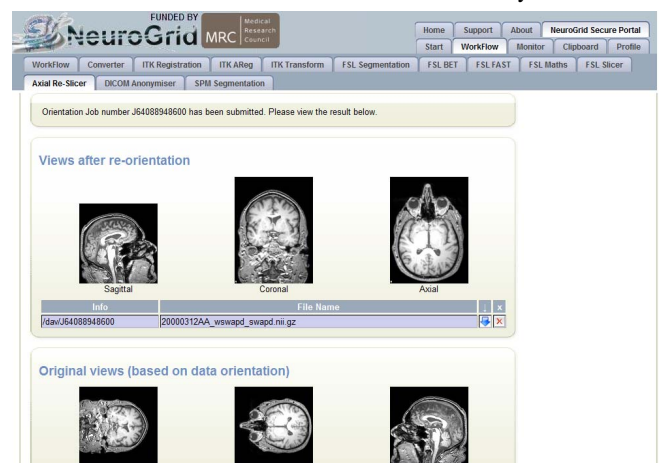 FUNDED BY
NeuroGrid
MRC
Medical
Research
Council
Home Support About NeuroGrid Secure Portal
Start WorkFlow Monitor Clipboard Profile
WorkFlow Converter ITK Registration ITK AReg ITK Transform FSL Segmentation FSL BET FSL FAST FSL Maths FSL Slicer
Axial Re-Slicer DICOM Anonymiser SPM Segmentation
Orientation Job number J64088948600 has been submitted. Please view the result below.
Views after re-orientation
Sagittal Coronal Axial
Info File Name ↓ x
/dav/J64088948600 20000312AA_wswapd_swapd.nii.gz
Original views (based on data orientation)